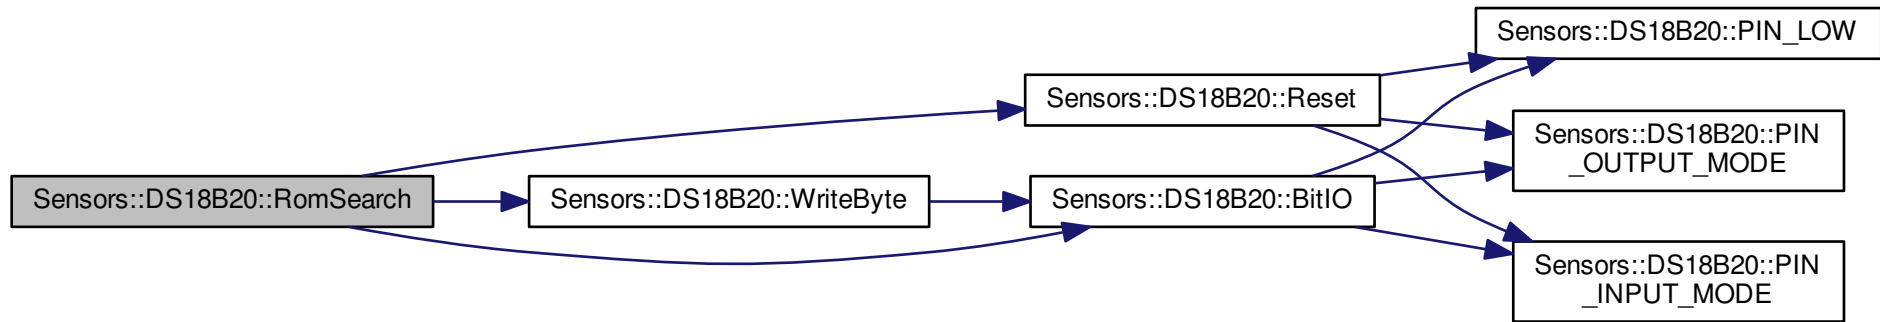 Sensors::DS18B20::RomSearch
Sensors::DS18B20::WriteByte
Sensors::DS18B20::Reset
Sensors::DS18B20::BitIO
Sensors::DS18B20::PIN_LOW
Sensors::DS18B20::PIN
_OUTPUT_MODE
Sensors::DS18B20::PIN
_INPUT_MODE